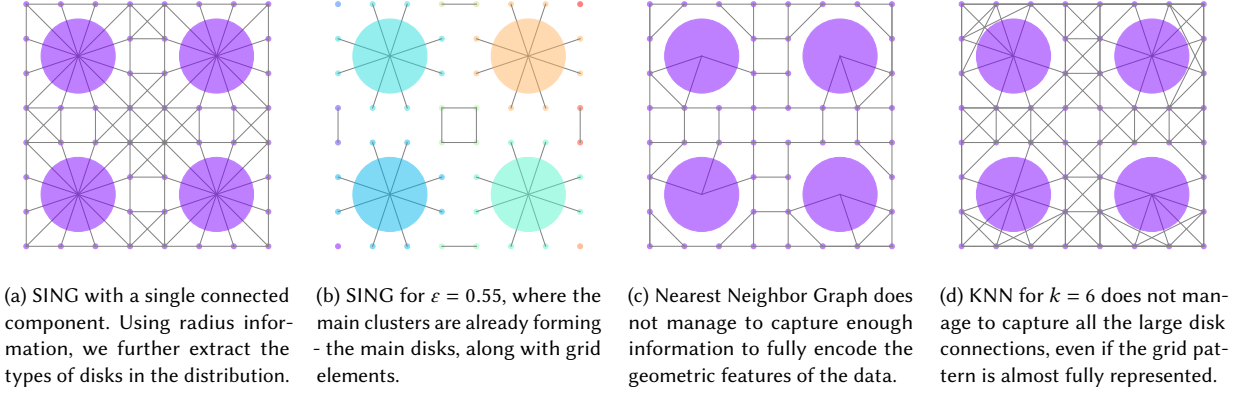 (a) SING with a single connected
component. Using radius infor-
mation, we further extract the
types of disks in the distribution.
(b) SING for ε = 0.55, where the
main clusters are already forming
- the main disks, along with grid
elements.
(c) Nearest Neighbor Graph does
not manage to capture enough
information to fully encode the
geometric features of the data.
(d) KNN for k = 6 does not man-
age to capture all the large disk
connections, even if the grid pat-
tern is almost fully represented.